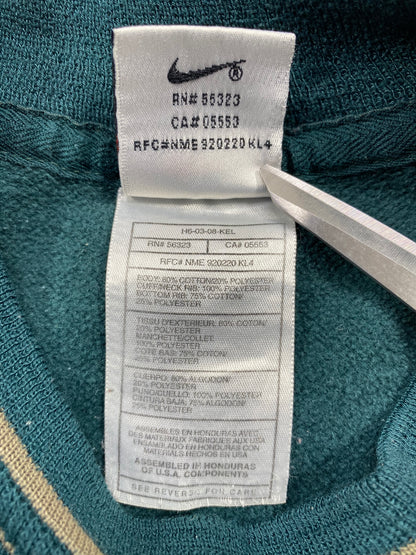 ®
RN# 56323
CA# 05553
RFC# NME 920220 KL4
H6-03-08-KEL
RN# 56323 CA# 05553
RFC# NME 920220 KL4
BODY: 80% COTTON/20% POLYESTER
CUFF/NECK RIB: 100% POLYESTER
BOTTOM RIB: 75% COTTON/
25% POLYESTER
TISSU D'EXTERIEUR: 80% COTON/
20% POLYESTER
MANCHETTE/COLLET:
100% POLYESTER
COTE BAS: 75% COTON/
25% POLYESTER
CUERPO: 80% ALGODON/
20% POLYESTER
PUNO/CUELLO: 100% POLYESTER
CINTURA BAJA: 75% ALGODON/
25% POLYESTER
ASSEMBLES EN HONDURAS AVEC
DES MATERIAUX FABRIQUES AUX USA
ENSAMBLADO EN HONDURAS CON
MATERIALS HECHOS EN USA
ASSEMBLED IN HONDURAS
OF U.S.A. COMPONENTS
SEE REVERSE FOR CARE